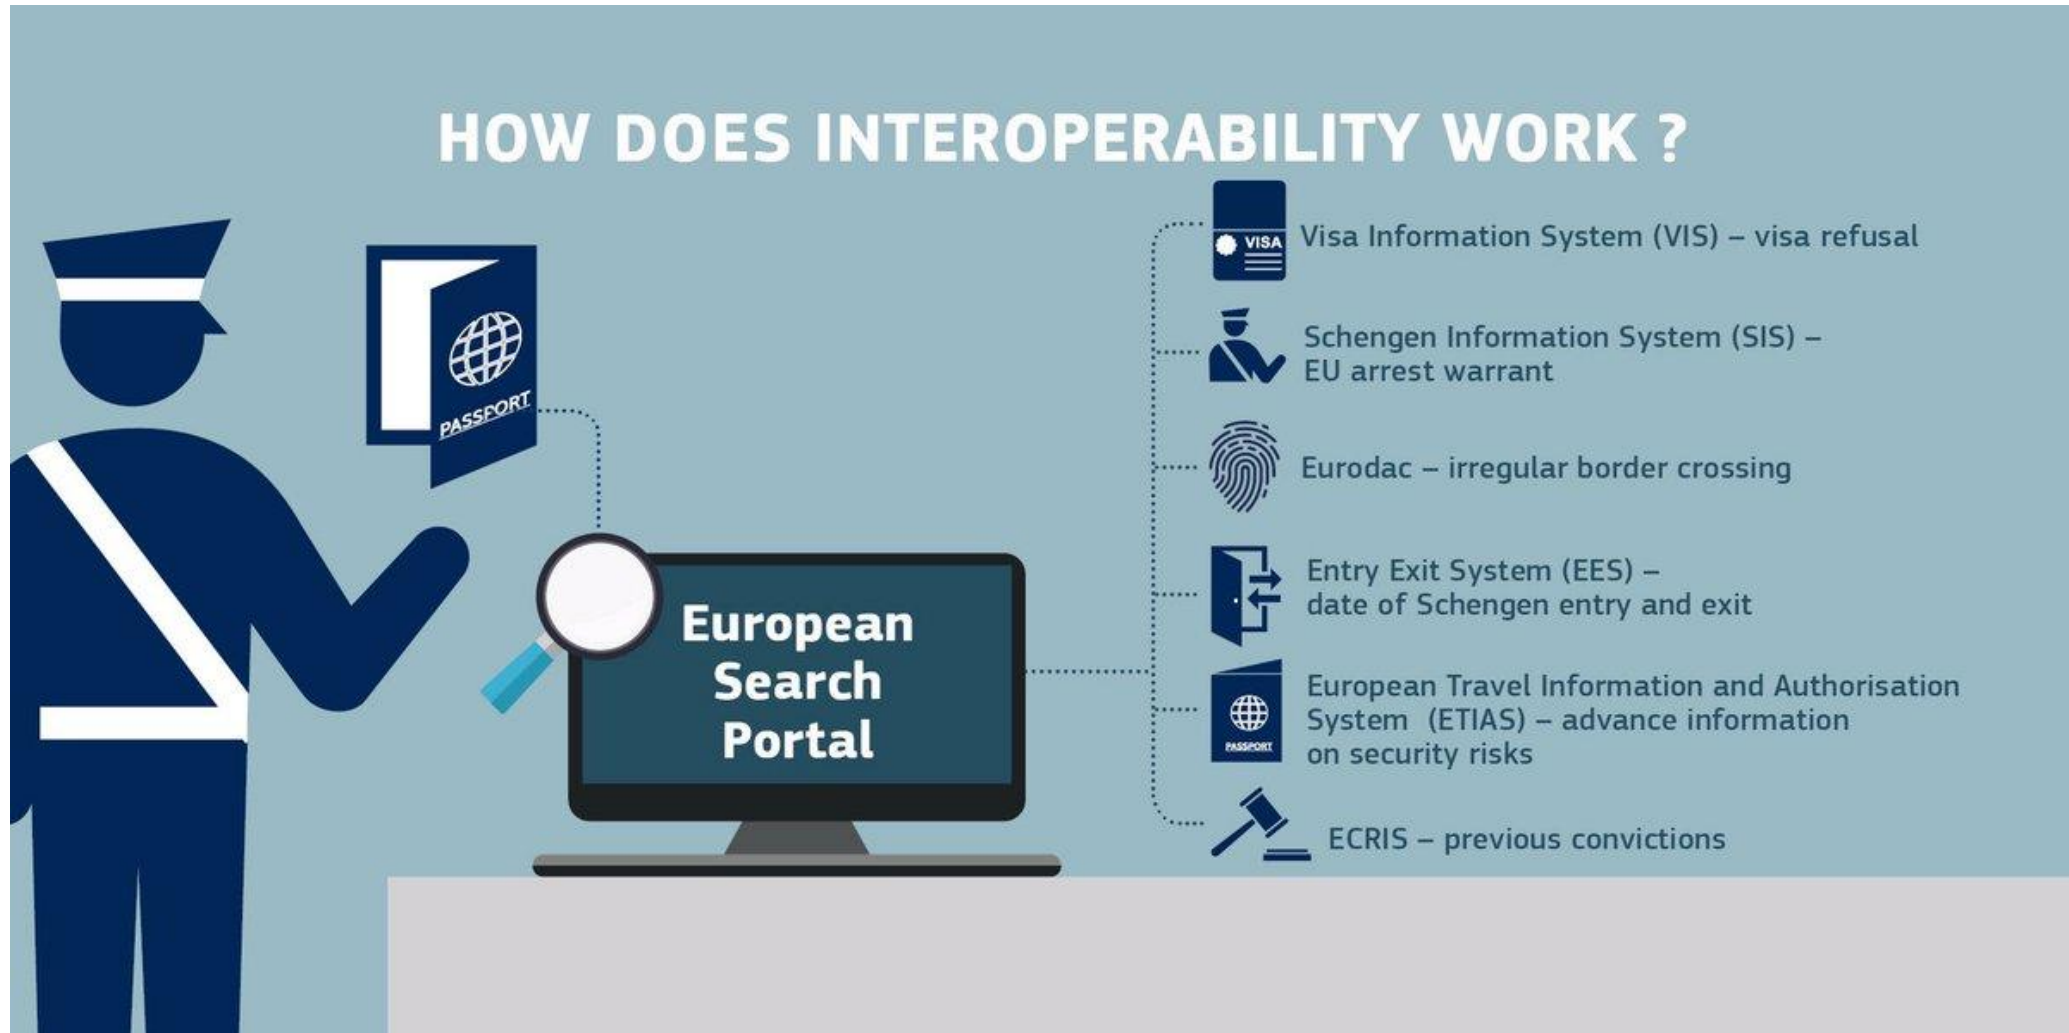 HOW DOES INTEROPERABILITY WORK ?
VISA
Visa Information System (VIS) – visa refusal
Schengen Information System (SIS) –
EU arrest warrant
PASSPORT
Eurodac – irregular border crossing
Entry Exit System (EES) –
date of Schengen entry and exit
European
Search
Portal
European Travel Information and Authorisation
System (ETIAS) – advance information
on security risks
PASSPORT
ECRIS – previous convictions